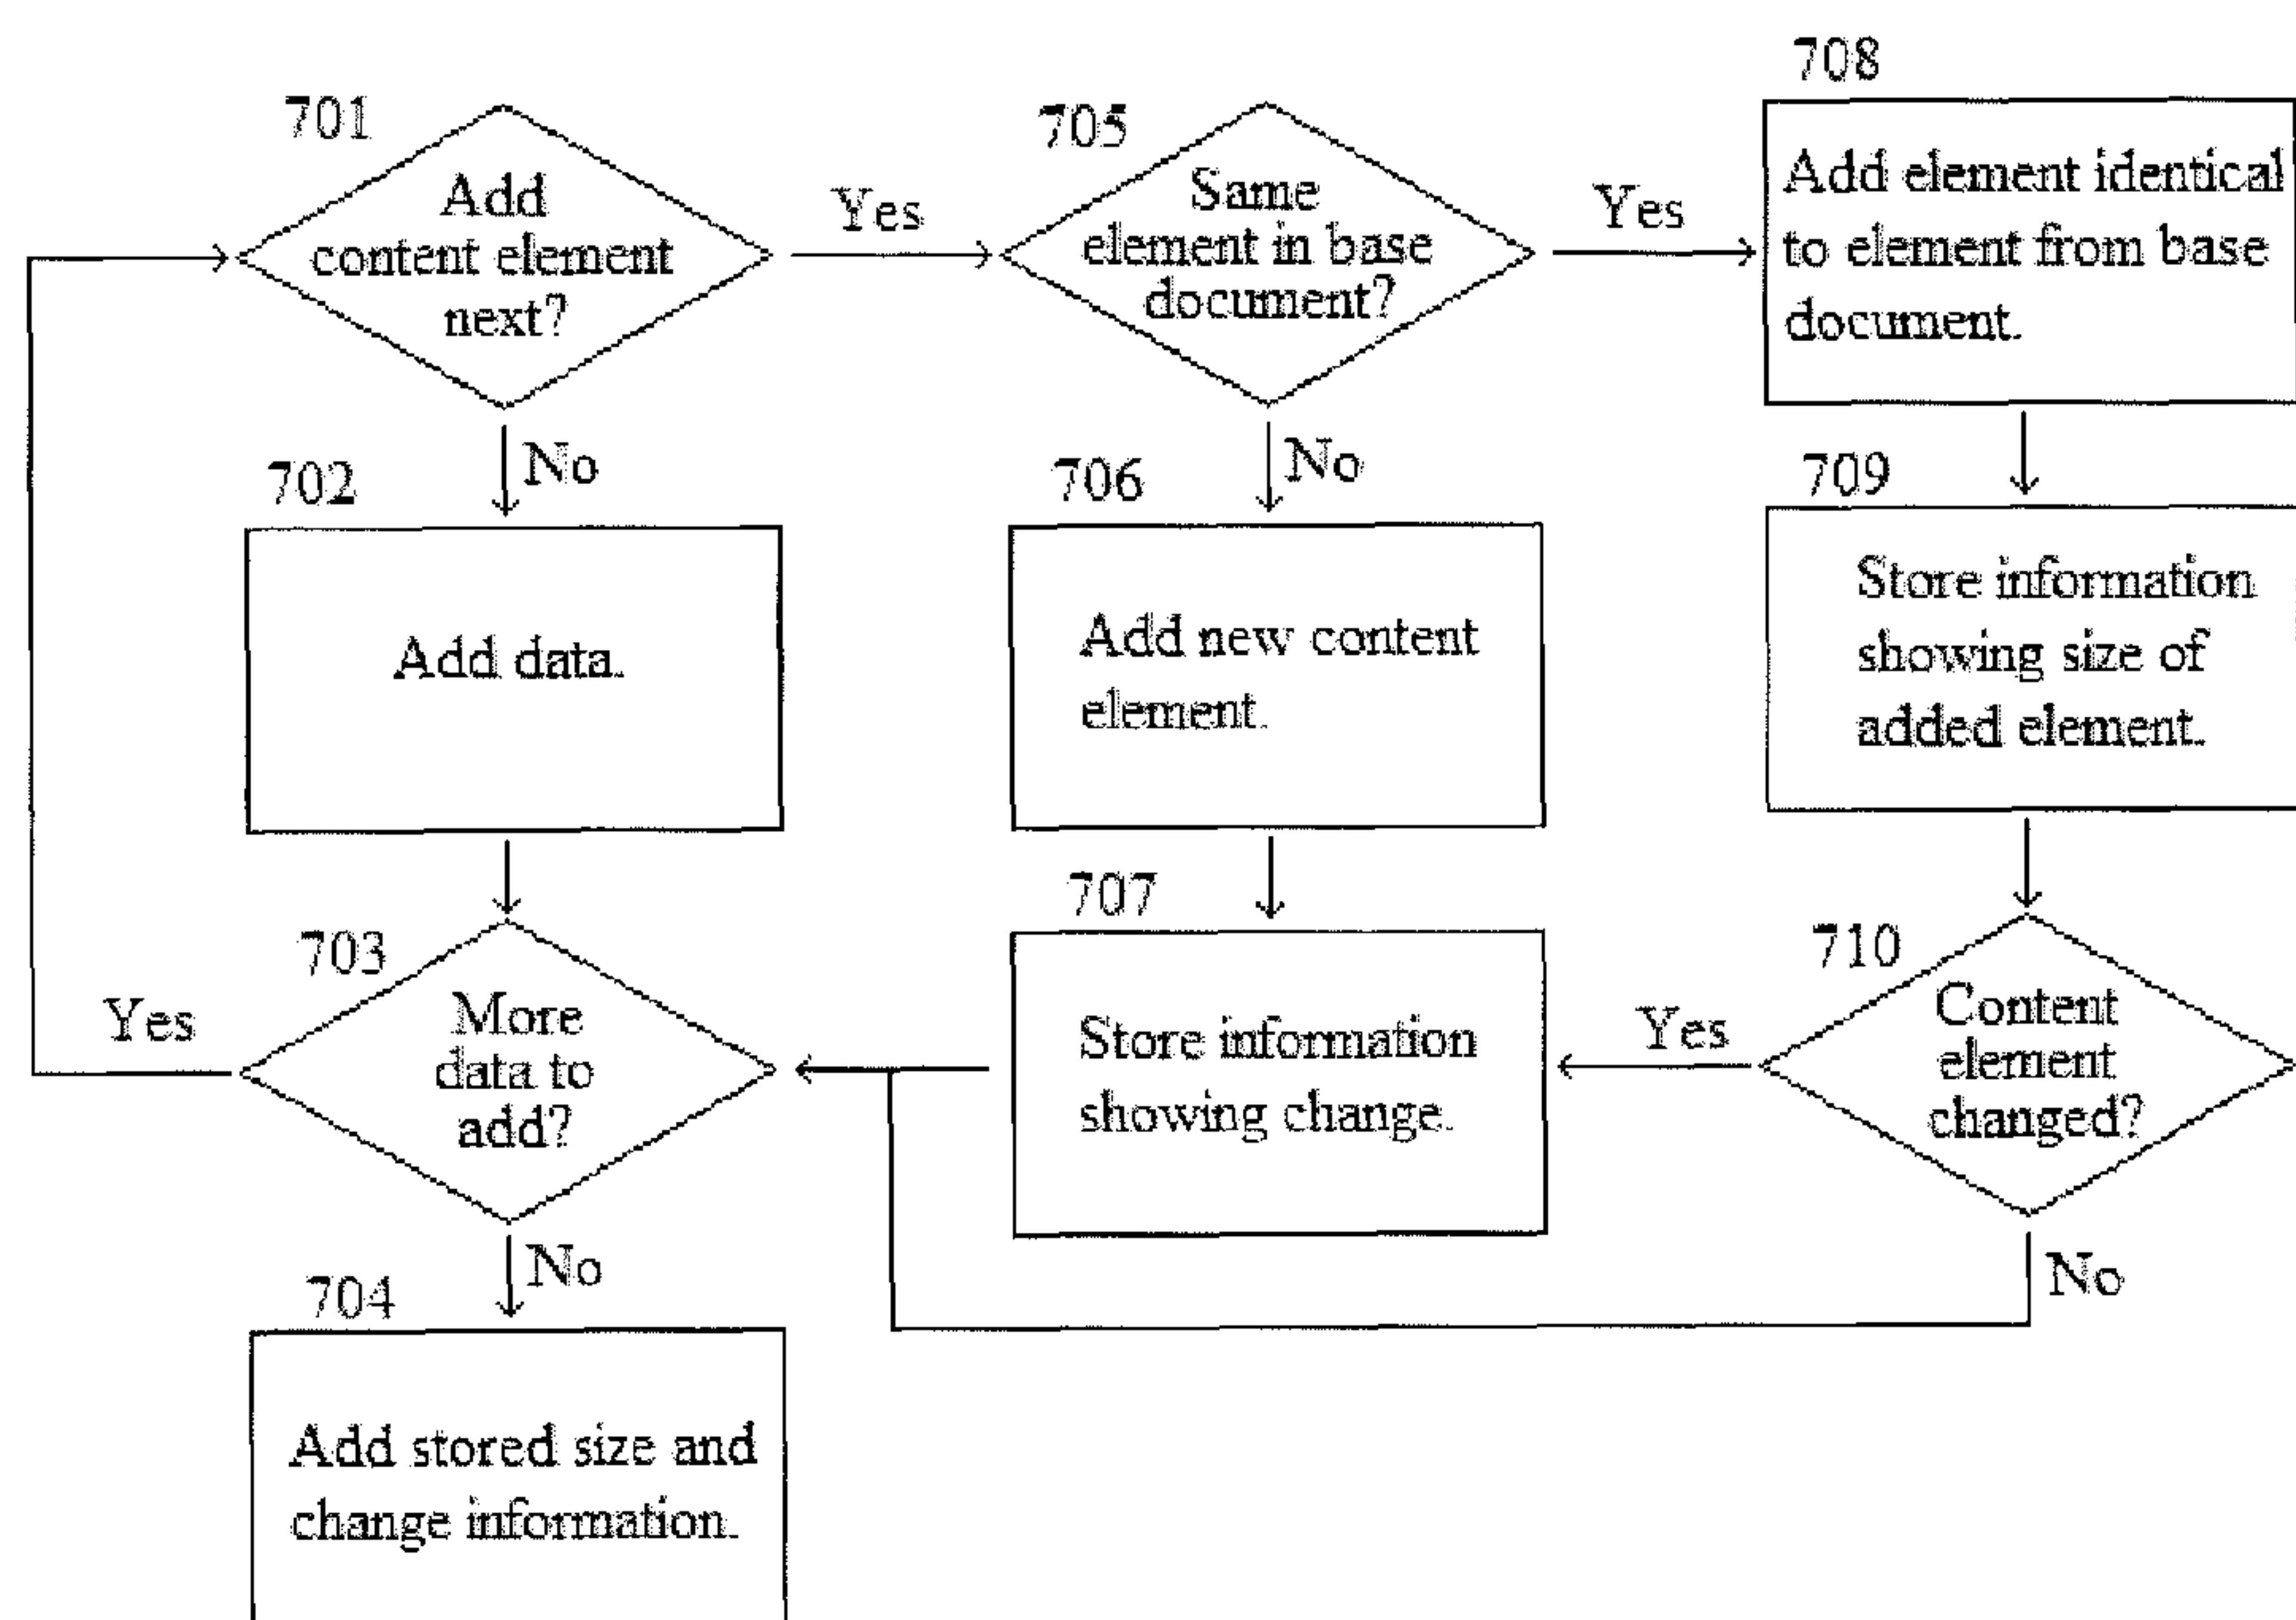 701
Add
content element
next?
Yes
705
Same
element in base
document?
Yes
708
Add element identical
to element from base
document.
No
702
Add data.
No
706
Add new content
element.
709
Store information
showing size of
added element.
703
More
data to
add?
Yes
707
Store information
showing change.
Yes
710
Content
element
changed?
No
No
704
Add stored size and
change information.